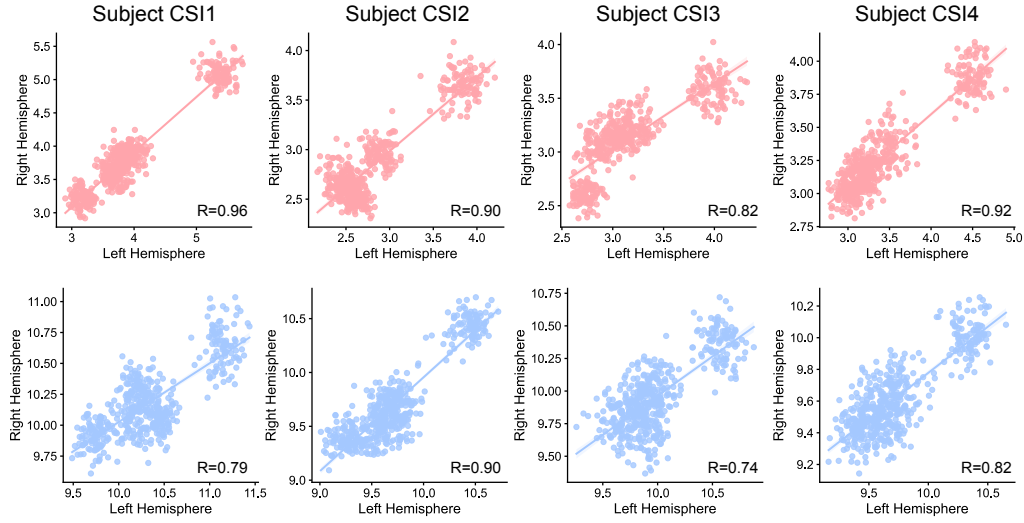 Subject CSI1 Subject CSI2 Subject CSI3 Subject CSI4
Right Hemisphere
5.5
5.0
4.5
4.0
3.5
3.0
R=0.96
3 4 5
Left Hemisphere
Right Hemisphere
4.0
3.5
3.0
2.5
R=0.90
2.5 3.0 3.5 4.0
Left Hemisphere
Right Hemisphere
4.0
3.5
3.0
2.5
R=0.82
2.5 3.0 3.5 4.0
Left Hemisphere
Right Hemisphere
4.00
3.75
3.50
3.25
3.00
2.75
R=0.92
3.0 3.5 4.0 4.5 5.0
Left Hemisphere
Right Hemisphere
11.00
10.75
10.50
10.25
10.00
9.75
R=0.79
9.5 10.0 10.5 11.0 11.5
Left Hemisphere
Right Hemisphere
10.5
10.0
9.5
9.0
R=0.90
9.0 9.5 10.0 10.5
Left Hemisphere
Right Hemisphere
10.75
10.50
10.25
10.00
9.75
9.50
R=0.74
9.5 10.0 10.5
Left Hemisphere
Right Hemisphere
10.2
10.0
9.8
9.6
9.4
9.2
R=0.82
9.5 10.0 10.5
Left Hemisphere